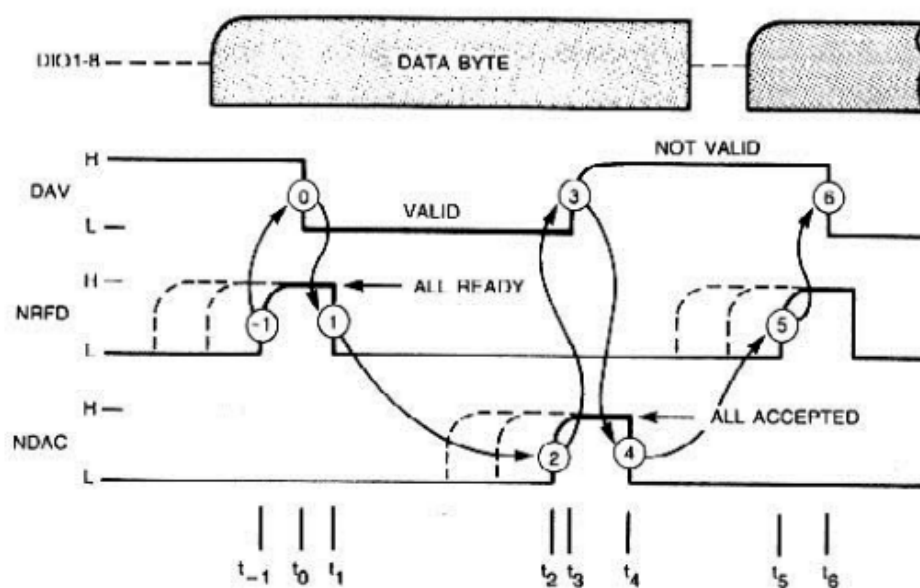 DIO1-8
DATA BYTE
H
DAV
L
0
VALID
3
NOT VALID
6
H
NRFD
L
-1
1
ALL READY
5
H
NDAC
L
2
4
ALL ACCEPTED
t-1
t0
t1
t2
t3
t4
t5
t6